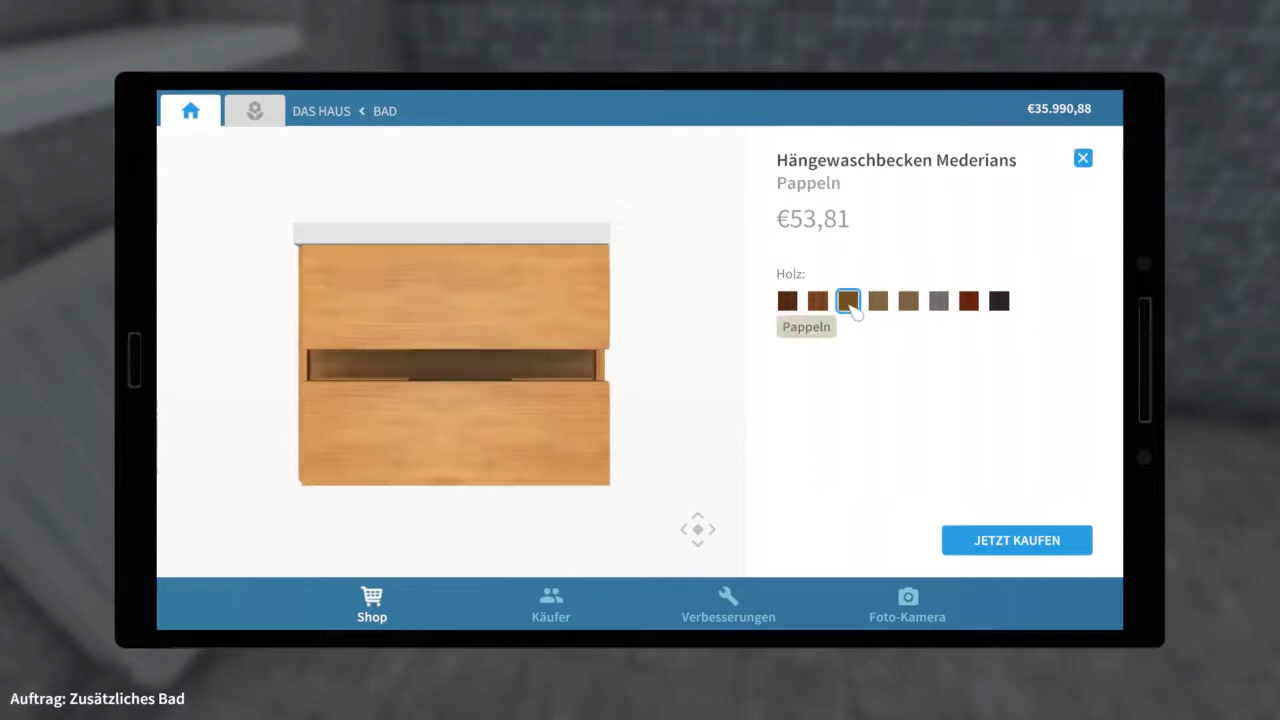 DAS HAUS < BAD
€35.990,88
Hängewaschbecken Mederians
Pappeln
€53,81
Holz:
Pappeln
JETZT KAUFEN
Shop
Käufer
Verbesserungen
Foto-Kamera
Auftrag: Zusätzliches Bad